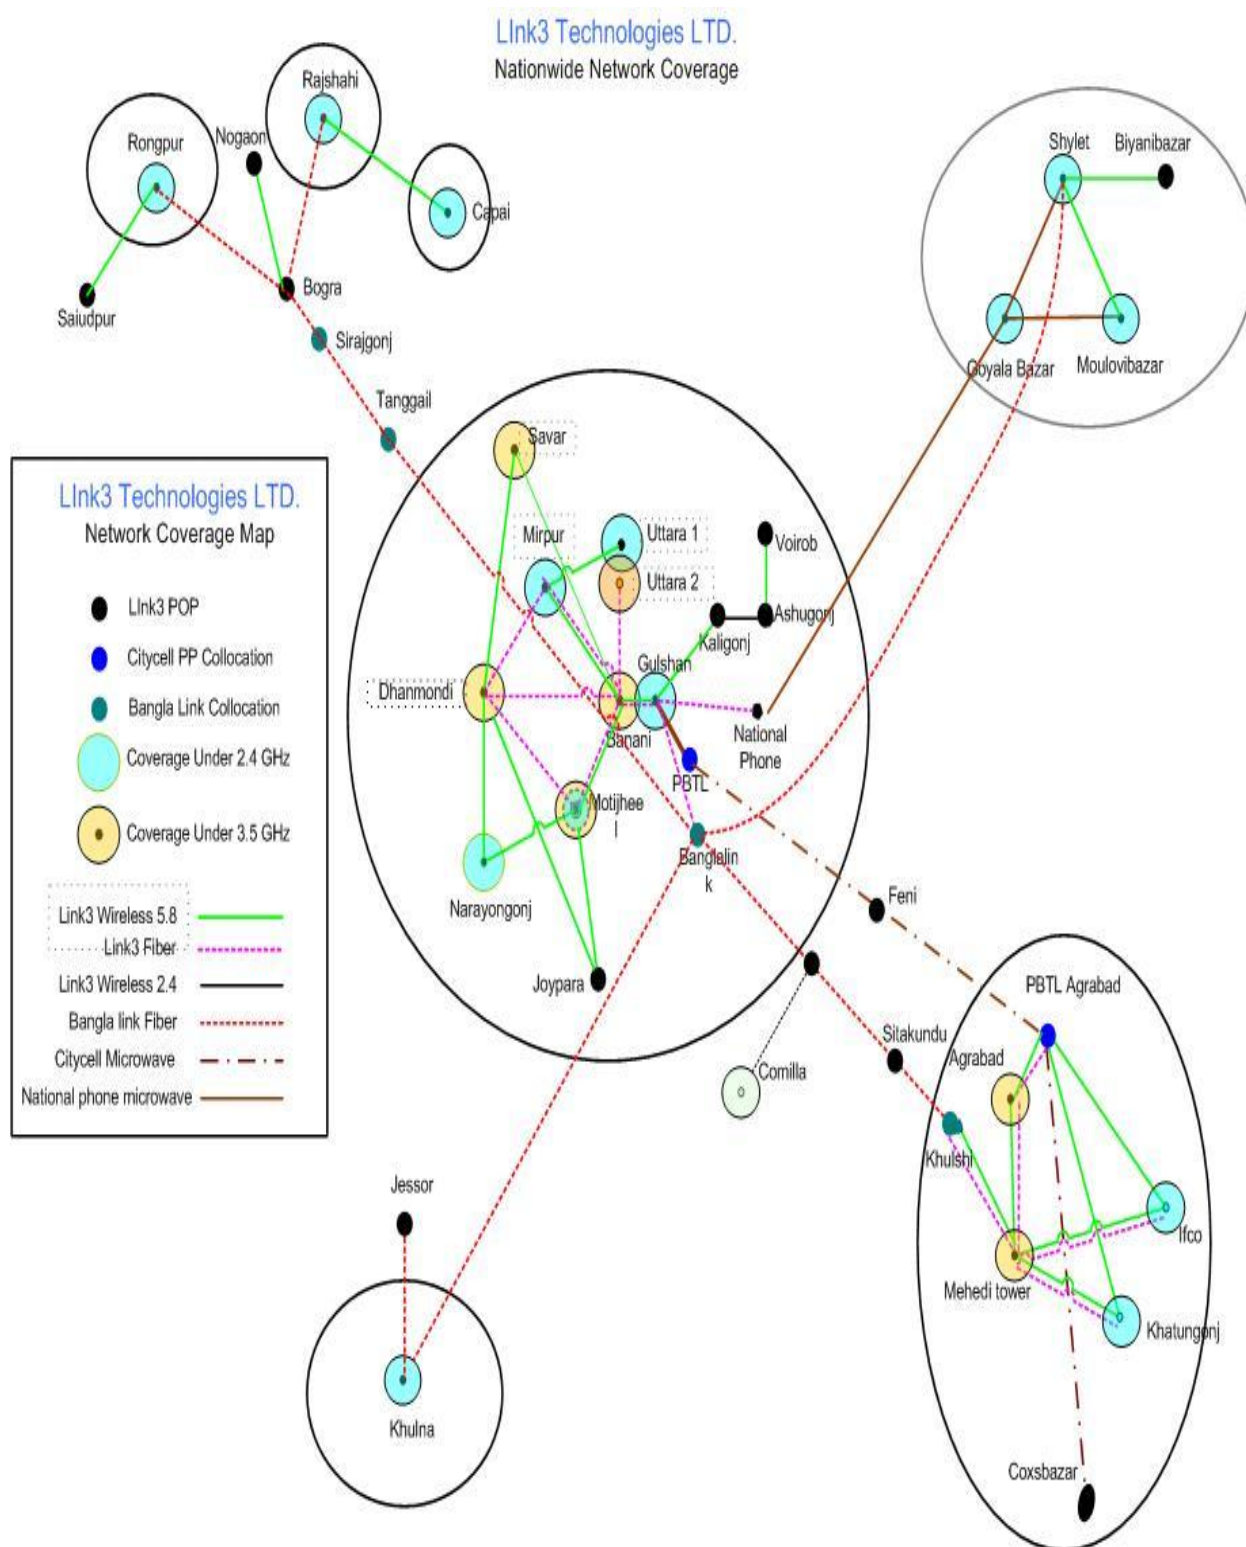 LInk3 Technologies LTD.
Nationwide Network Coverage
Rajshahi
Rongpur
Nogaon
Capai
Saiudpur
Bogra
Sirajgonj
Tanggail
Shylet
Biyanibazar
Goyala Bazar
Moulovibazar
Savar
Mirpur
Uttara 1
Uttara 2
Voirob
Ashugonj
Kaligonj
Gulshan
Dhanmondi
Banani
National
Phone
PBTL
Motijhee
l
Banglalin
k
Narayongonj
Joypara
LInk3 Technologies LTD.
Network Coverage Map
LInk3 POP
Citycell PP Collocation
Bangla Link Collocation
Coverage Under 2.4 GHz
Coverage Under 3.5 GHz
Link3 Wireless 5.8
Link3 Fiber
Link3 Wireless 2.4
Bangla link Fiber
Citycell Microwave
National phone microwave
Feni
PBTL Agrabad
Sitakundu
Agrabad
Comilla
Khulshi
Ifco
Mehedi tower
Khatungonj
Coxsbazar
Jessor
Khulna